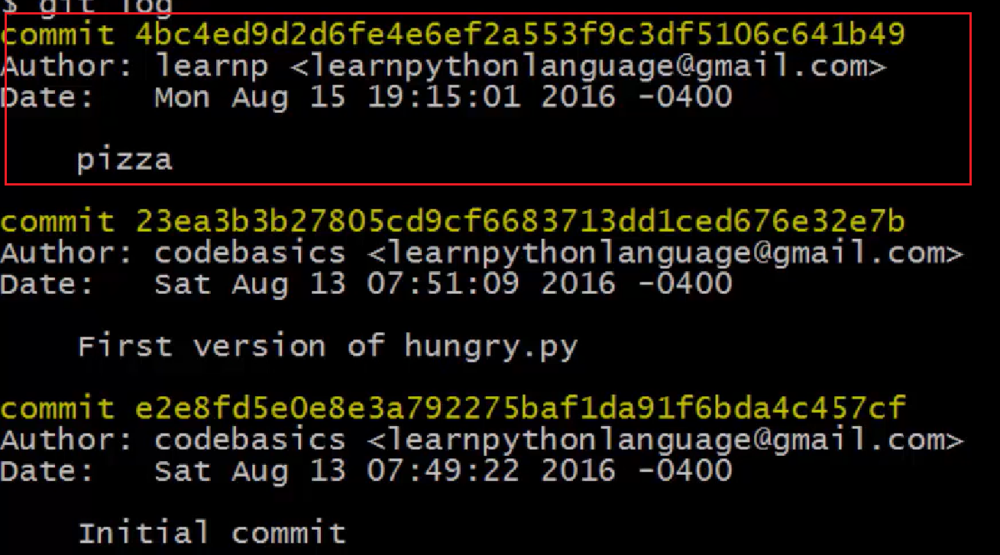 $ git log
commit 4bc4ed9d2d6fe4e6ef2a553f9c3df5106c641b49
Author: learnp <learnpythonlanguage@gmail.com>
Date:   Mon Aug 15 19:15:01 2016 -0400
pizza
commit 23ea3b3b27805cd9cf6683713dd1ced676e32e7b
Author: codebasics <learnpythonlanguage@gmail.com>
Date:   Sat Aug 13 07:51:09 2016 -0400
First version of hungry.py
commit e2e8fd5e0e8e3a792275baf1da91f6bda4c457cf
Author: codebasics <learnpythonlanguage@gmail.com>
Date:   Sat Aug 13 07:49:22 2016 -0400
Initial commit